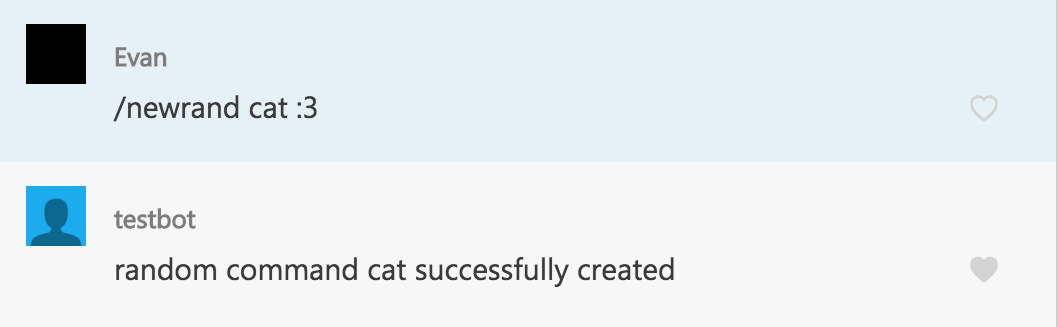 Evan
/newrand cat :3
testbot
random command cat successfully created